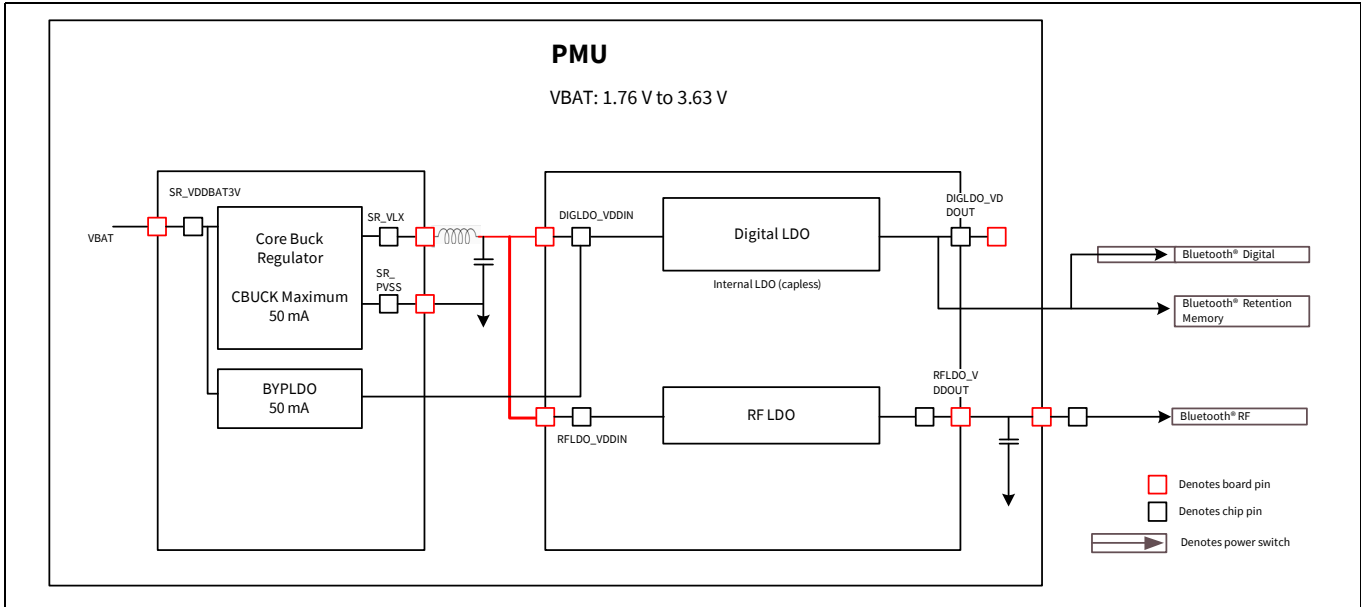 PMU
VBAT: 1.76 V to 3.63 V
SR_VDDBAT3V
VBAT
Core Buck
Regulator
CBUCK Maximum
50 mA
SR_VLX
SR_
PVSS
BYPLDO
50 mA
DIGLDO_VDDIN
Digital LDO
Internal LDO (capless)
DIGLDO_VD
DOUT
Bluetooth® Digital
Bluetooth® Retention
Memory
RFLDO_VDDIN
RF LDO
RFLDO_V
DDOUT
Bluetooth® RF
Denotes board pin
Denotes chip pin
Denotes power switch